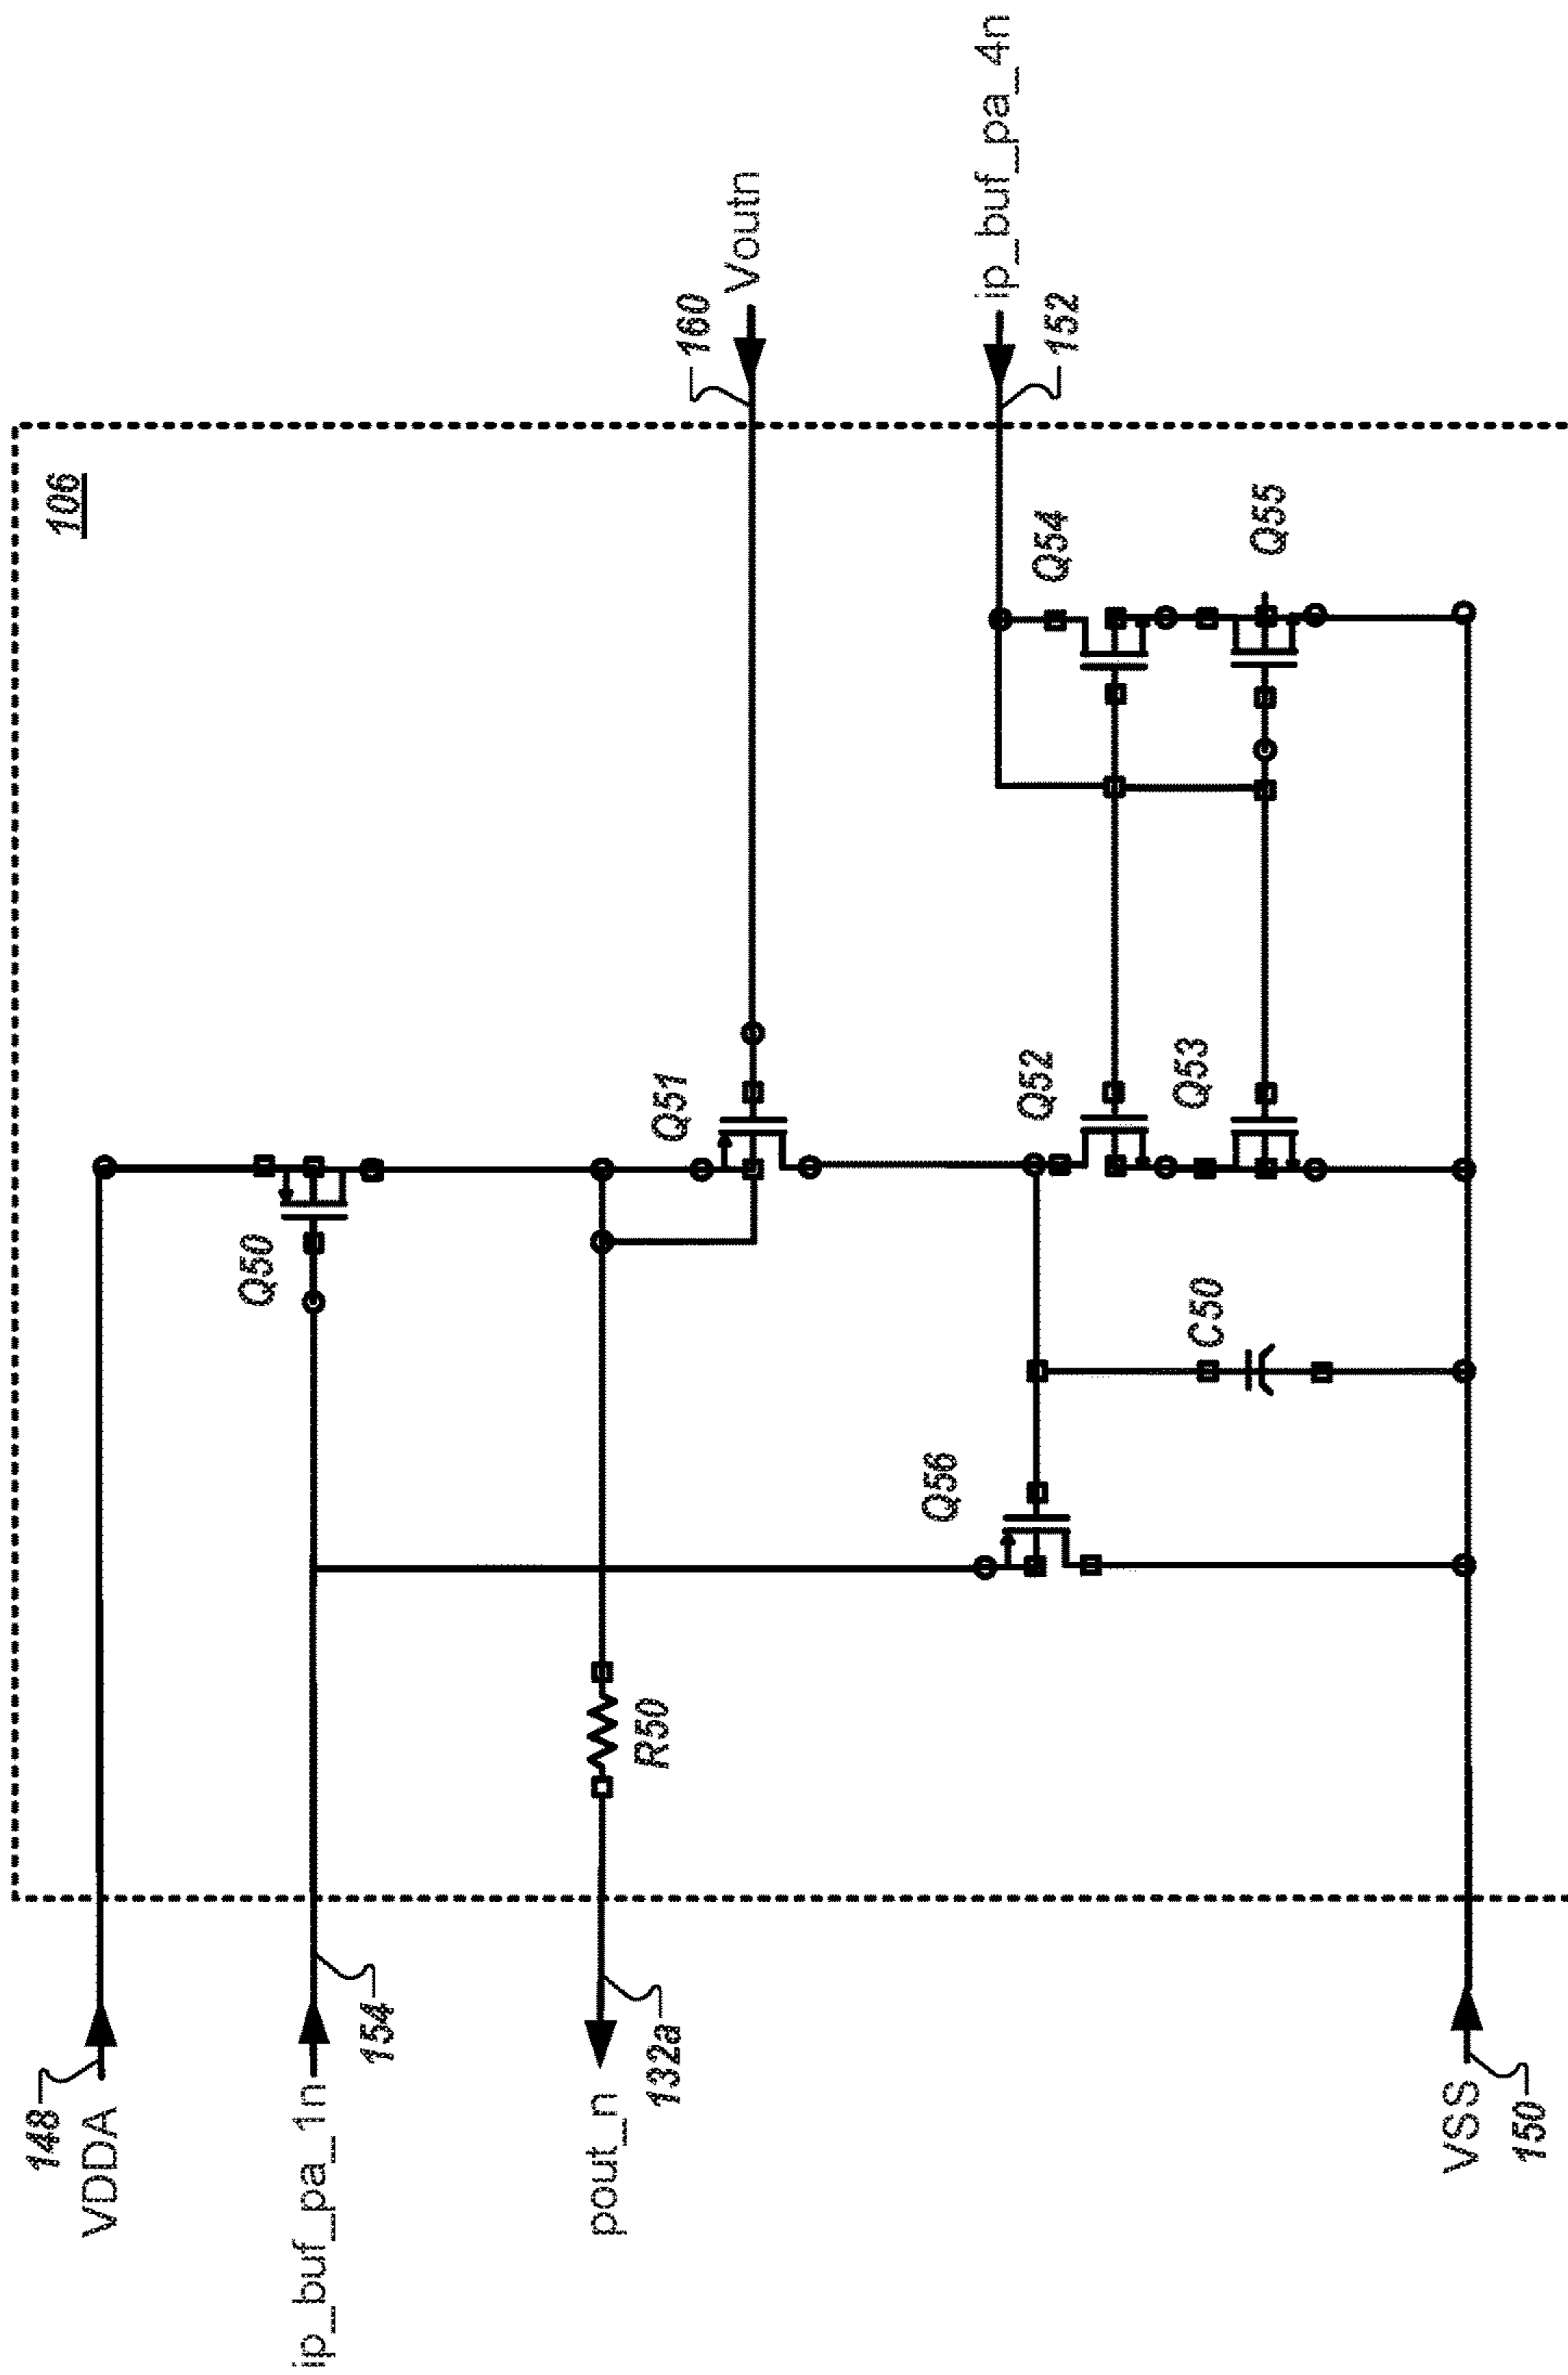 106
148
VDDA
ip_buf_pa_1n
154
Q50
pout_n
132a
R50
Q51
160
Voutn
Q56
C50
Q52
Q53
Q54
Q55
ip_buf_pa_4n
152
VSS
150